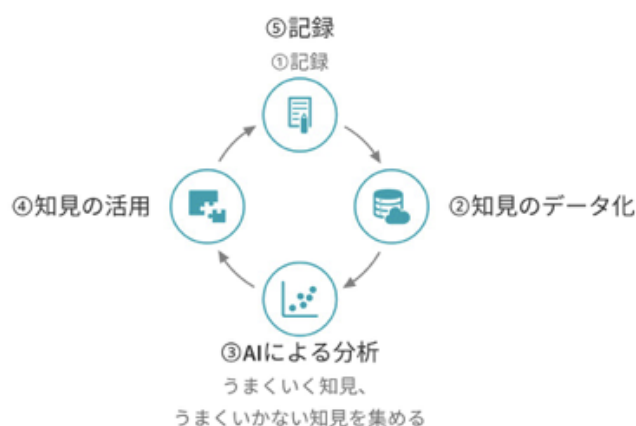 ⑤記録
①記録
④知見の活用
②知見のデータ化
③AIによる分析
うまくいく知見、
うまくいかない知見を集める